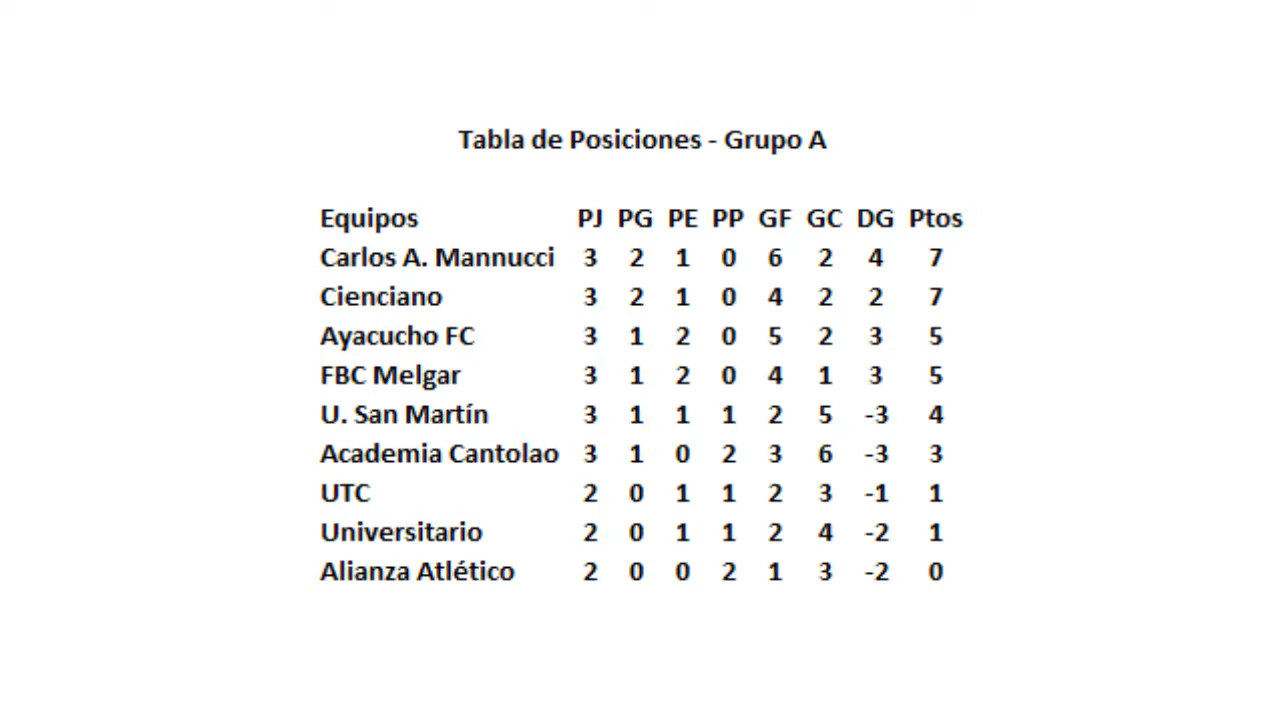 Tabla de Posiciones - Grupo A
Equipos PJ PG PE PP GF GC DG Ptos
Carlos A. Mannucci 3 2 1 0 6 2 4 7
Cienciano 3 2 1 0 4 2 2 7
Ayacucho FC 3 1 2 0 5 2 3 5
FBC Melgar 3 1 2 0 4 1 3 5
U. San Martín 3 1 1 1 2 5 -3 4
Academia Cantolao 3 1 0 2 3 6 -3 3
UTC 2 0 1 1 2 3 -1 1
Universitario 2 0 1 1 2 4 -2 1
Alianza Atlético 2 0 0 2 1 3 -2 0